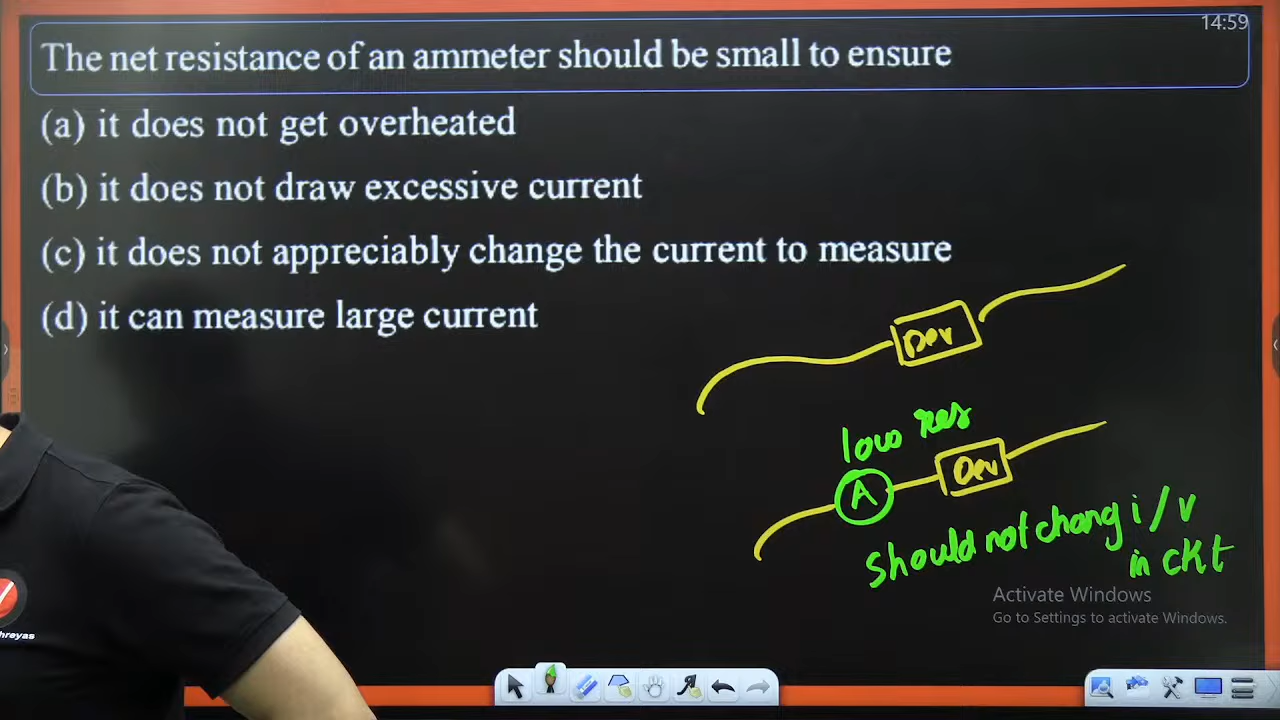 14:59
The net resistance of an ammeter should be small to ensure
(a) it does not get overheated
(b) it does not draw excessive current
(c) it does not appreciably change the current to measure
(d) it can measure large current
Dev
low res
A
Dev
should not chang i/v
in ckt
Activate Windows
Go to Settings to activate Windows.
hreyas